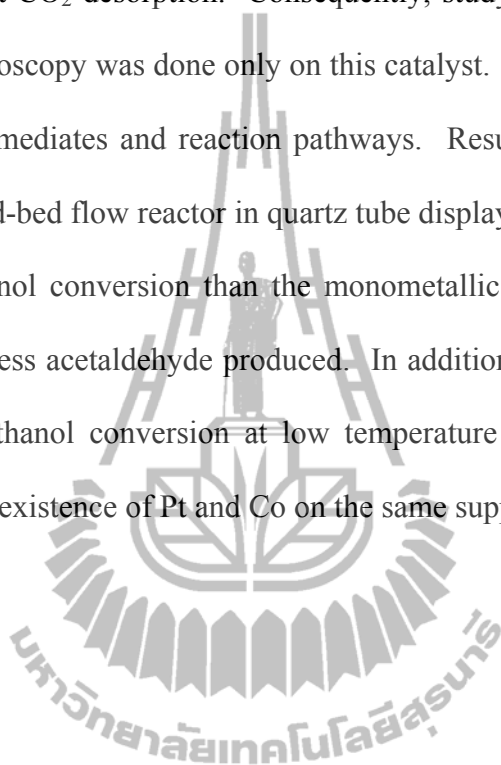 t CO₂ desorption. Consequently, study
oscopy was done only on this catalyst.
mediates and reaction pathways. Resu
d-bed flow reactor in quartz tube display
nol conversion than the monometallic
ess acetaldehyde produced. In addition
thanol conversion at low temperature
existence of Pt and Co on the same supp
มหาวิทยาลัยเทคโนโลยีสุรนารี